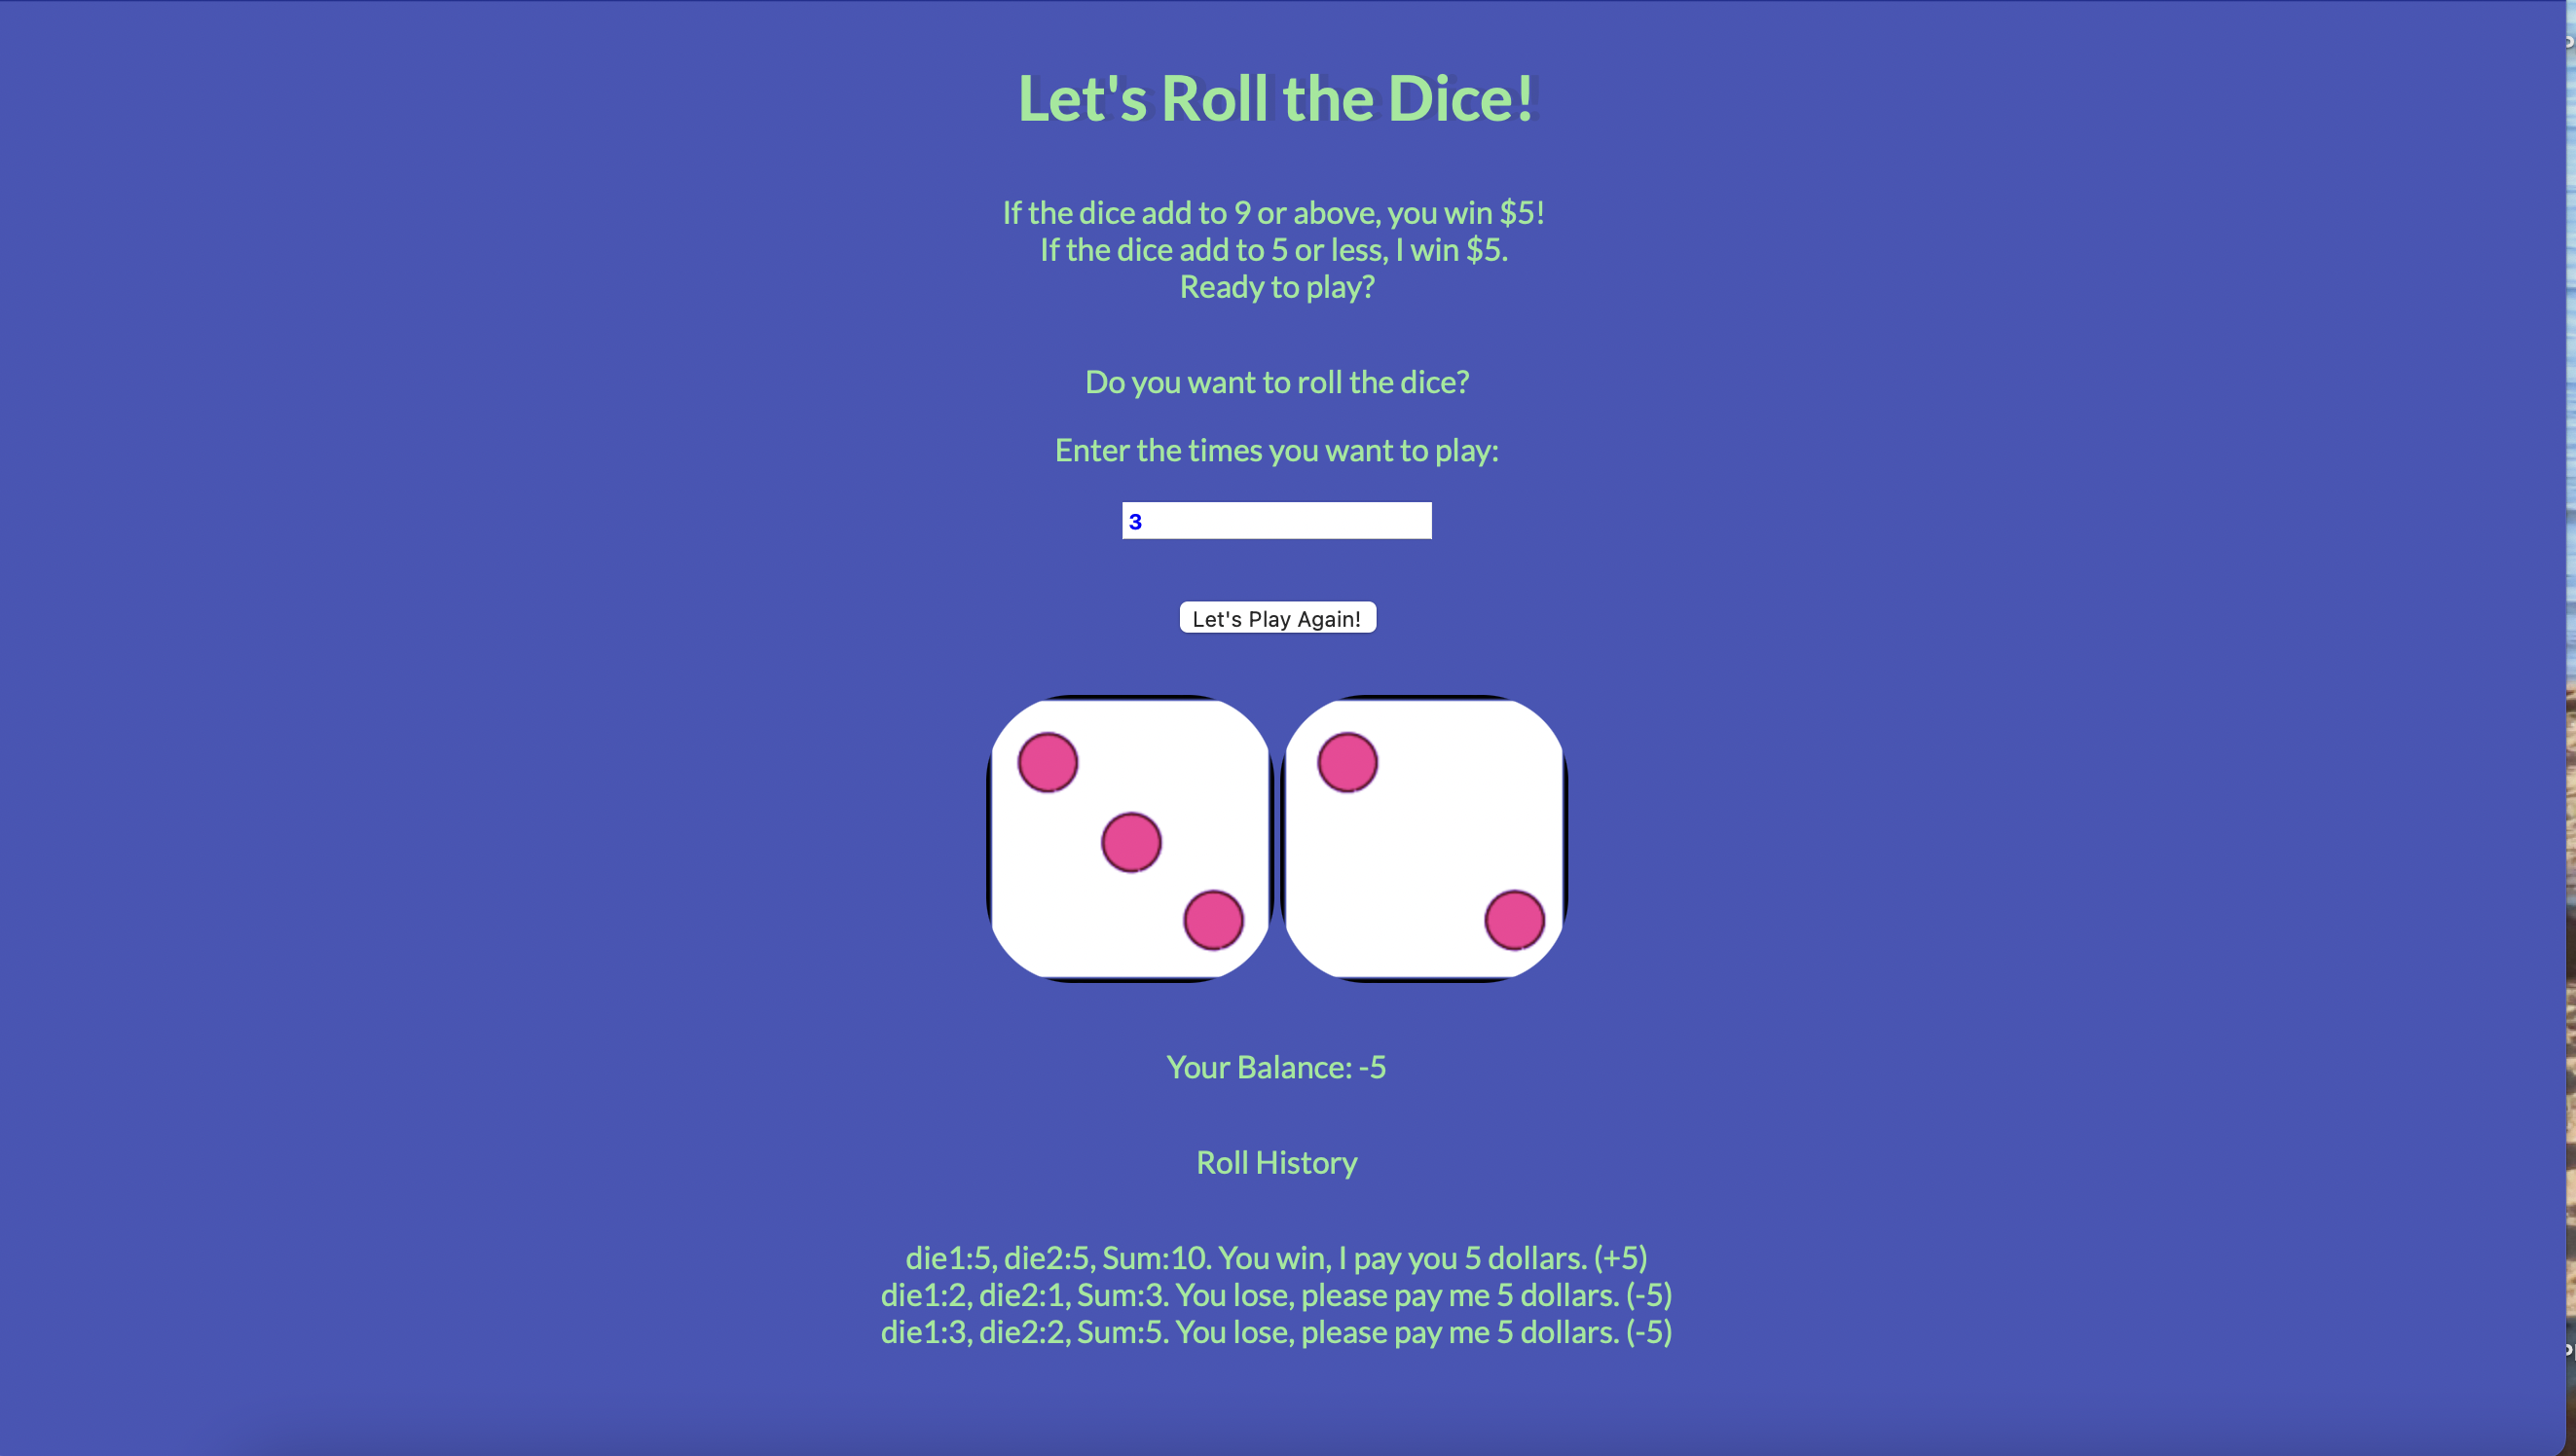 Let's Roll the Dice!
If the dice add to 9 or above, you win $5!
If the dice add to 5 or less, I win $5.
Ready to play?
Do you want to roll the dice?
Enter the times you want to play:
3
Let's Play Again!
Your Balance: -5
Roll History
die1:5, die2:5, Sum:10. You win, I pay you 5 dollars. (+5)
die1:2, die2:1, Sum:3. You lose, please pay me 5 dollars. (-5)
die1:3, die2:2, Sum:5. You lose, please pay me 5 dollars. (-5)